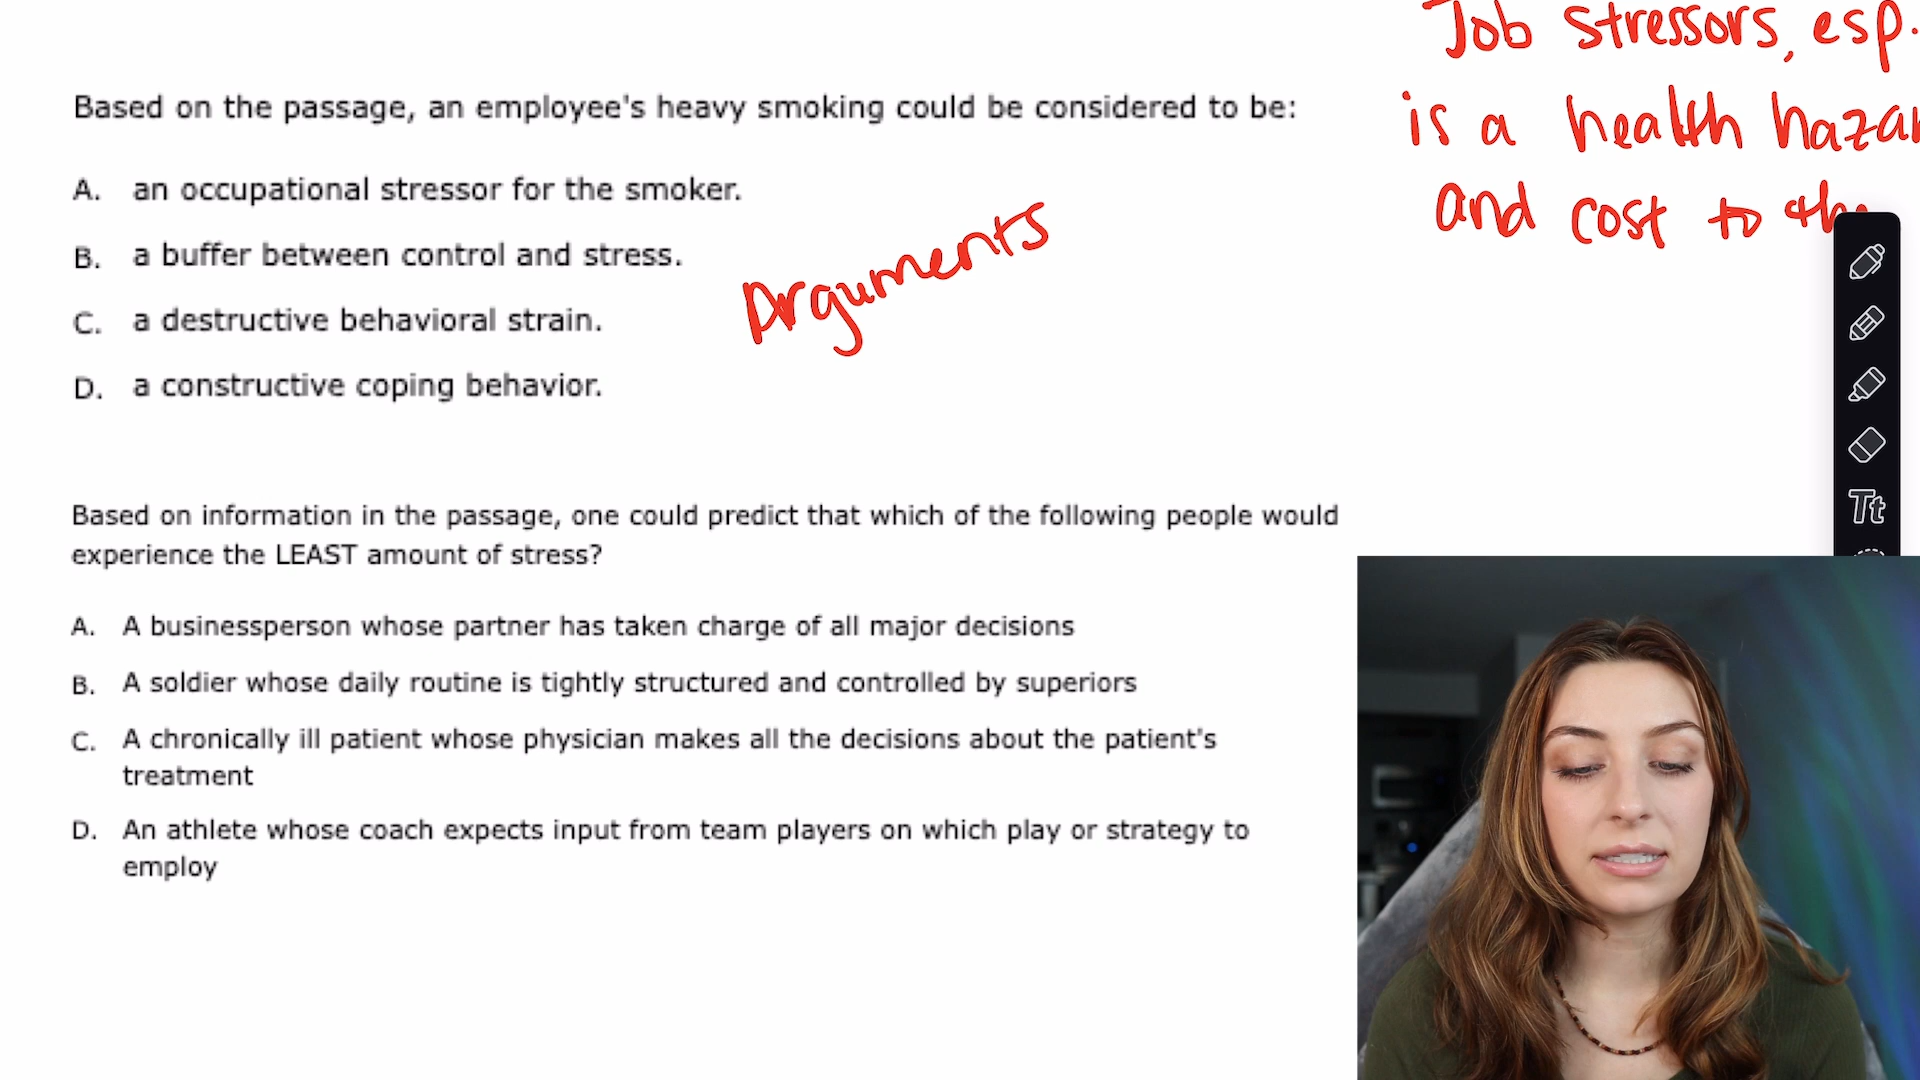 Job stressors, esp.
is a health
and cost to
Based on the passage, an employee's heavy smoking could be considered to be:
A. an occupational stressor for the smoker.
B. a buffer between control and stress.
C. a destructive behavioral strain.
D. a constructive coping behavior.
Arguments
Based on information in the passage, one could predict that which of the following people would
experience the LEAST amount of stress?
A. A businessperson whose partner has taken charge of all major decisions
B. A soldier whose daily routine is tightly structured and controlled by superiors
C. A chronically ill patient whose physician makes all the decisions about the patient's
treatment
D. An athlete whose coach expects input from team players on which play or strategy to
employ
Tt